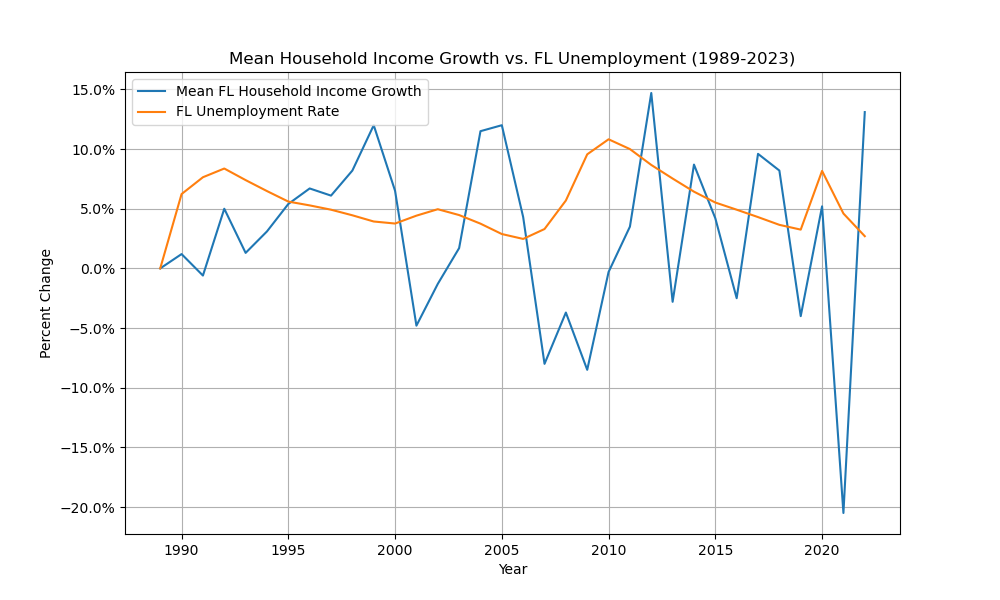 Mean Household Income Growth vs. FL Unemployment (1989-2023)
Mean FL Household Income Growth
FL Unemployment Rate
15.0%
10.0%
5.0%
0.0%
−5.0%
−10.0%
−15.0%
−20.0%
Percent Change
1990 1995 2000 2005 2010 2015 2020
Year